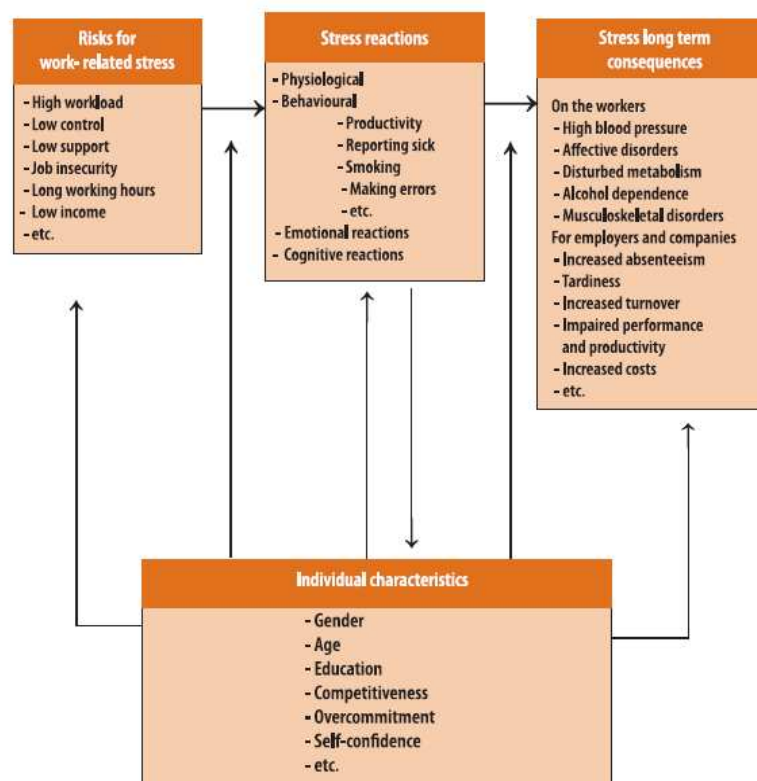 Risks for
work- related stress
- High workload
- Low control
- Low support
- Job insecurity
- Long working hours
- Low income
- etc.
Stress reactions
- Physiological
- Behavioural
- Productivity
- Reporting sick
- Smoking
- Making errors
- etc.
- Emotional reactions
- Cognitive reactions
Stress long term
consequences
On the workers
- High blood pressure
- Affective disorders
- Disturbed metabolism
- Alcohol dependence
- Musculoskeletal disorders
For employers and companies
- Increased absenteeism
- Tardiness
- Increased turnover
- Impaired performance
and productivity
- Increased costs
- etc.
Individual characteristics
- Gender
- Age
- Education
- Competitiveness
- Overcommitment
- Self-confidence
- etc.